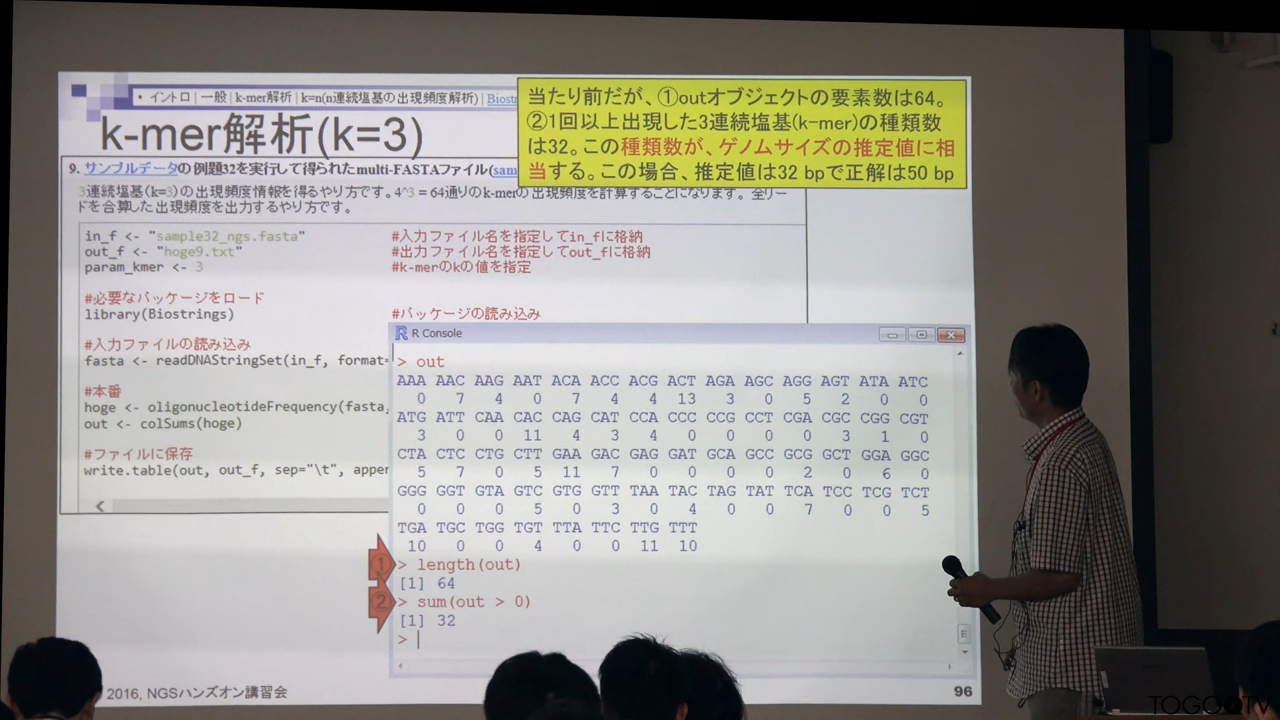 • イントロ | 一般 | k-mer解析 | k=n(n連続塩基の出現頻度解析) | Biostr
k-mer解析(k=3)
当たり前だが、①outオブジェクトの要素数は64。
②1回以上出現した3連続塩基(k-mer)の種類数
は32。この種類数が、ゲノムサイズの推定値に相
当する。この場合、推定値は32 bpで正解は50 bp
9. サンプルデータの例題32を実行して得られたmulti-FASTAファイル(sam
3連続塩基(k=3)の出現頻度情報を得るやり方です。4^3 = 64通りのk-merの出現頻度を計算することになります。全リー
ドを合算した出現頻度を出力するやり方です。
in_f <- "sample32_ngs.fasta" #入力ファイル名を指定してin_fに格納
out_f <- "hoge9.txt" #出力ファイル名を指定してout_fに格納
param_kmer <- 3 #k-merのkの値を指定
#必要なパッケージをロード
library(Biostrings) #パッケージの読み込み
#入力ファイルの読み込み
fasta <- readDNAStringSet(in_f, format=
#本番
hoge <- oligonucleotideFrequency(fasta,
out <- colSums(hoge)
#ファイルに保存
write.table(out, out_f, sep="\t", apper
R Console
> out
AAA AAC AAG AAT ACA ACC ACG ACT AGA AGC AGG AGT ATA ATC
0 7 4 0 7 4 4 13 3 0 5 2 0 0
ATG ATT CAA CAC CAG CAT CCA CCC CCG CCT CGA CGC CGG CGT
3 0 0 11 4 3 4 0 0 0 0 3 1 0
CTA CTC CTG CTT GAA GAC GAG GAT GCA GCC GCG GCT GGA GGC
5 7 0 5 11 7 0 0 0 0 2 0 6 0
GGG GGT GTA GTC GTG GTT TAA TAC TAG TAT TCA TCC TCG TCT
0 0 0 5 0 3 0 4 0 0 7 0 0 5
TGA TGC TGG TGT TTA TTC TTG TTT
10 0 0 4 0 0 11 10
① > length(out)
[1] 64
② > sum(out > 0)
[1] 32
>
2016, NGSハンズオン講習会
96
TOGO TV